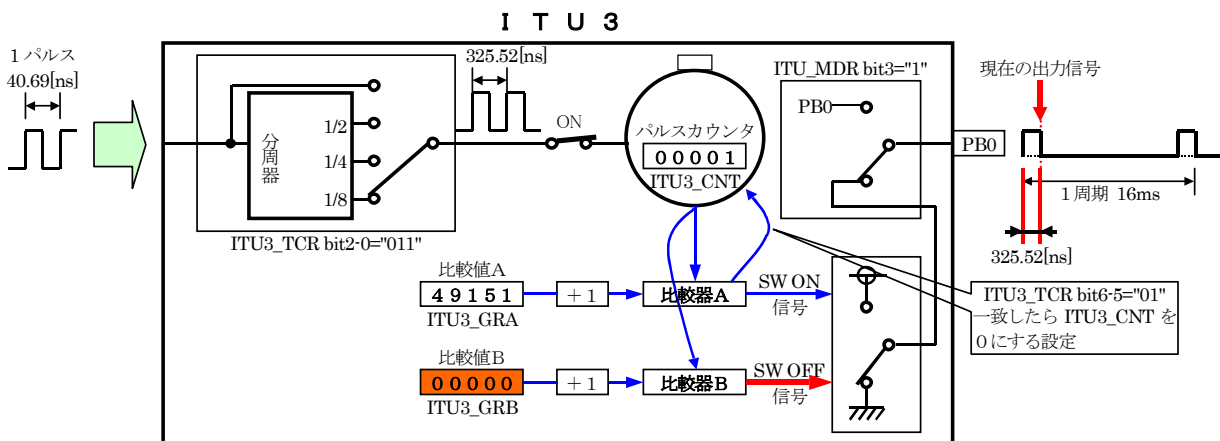 ＩＴＵ３
１パルス
40.69[ns]
325.52[ns]
分周器
1/2
1/4
1/8
ITU3_TCR bit2-0="011"
ON
パルスカウンタ
００００１
ITU3_CNT
ITU_MDR bit3="1"
PB0
PB0
現在の出力信号
１周期 16ms
325.52[ns]
比較値A
４９１５１
ITU3_GRA
＋１
比較器A
SW ON
信号
比較値B
０００００
ITU3_GRB
＋１
比較器B
SW OFF
信号
ITU3_TCR bit6-5="01"
一致したら ITU3_CNT を
０にする設定